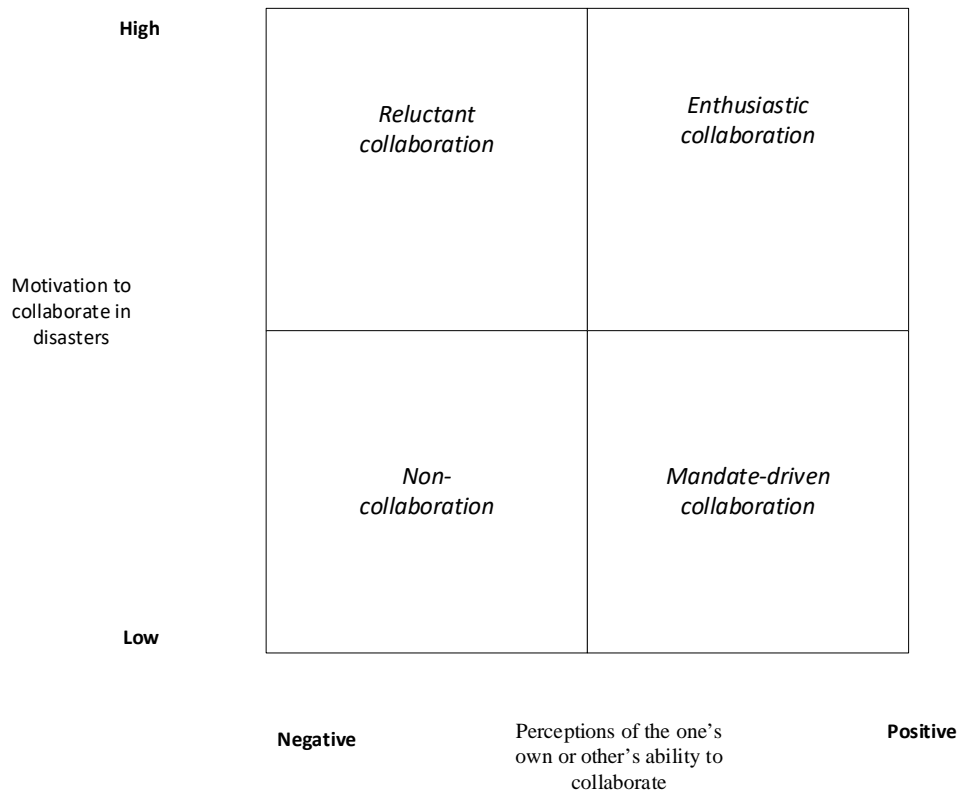 High
Reluctant
collaboration
Enthusiastic
collaboration
Motivation to
collaborate in
disasters
Non-
collaboration
Mandate-driven
collaboration
Low
Negative
Perceptions of the one's
own or other's ability to
collaborate
Positive